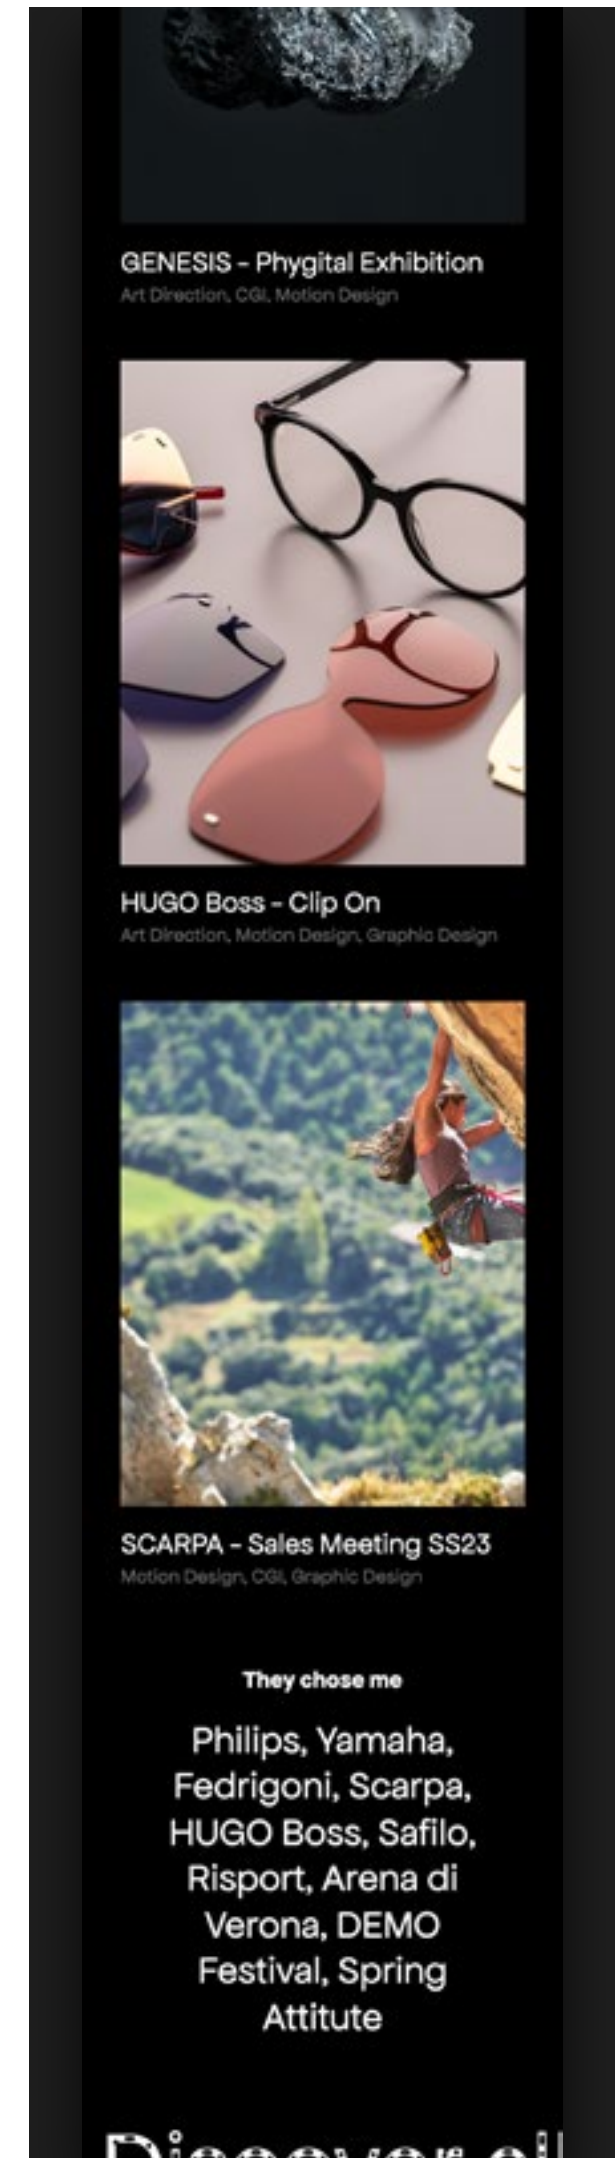 GENESIS - Phygital Exhibition
Art Direction, CGI, Motion Design
HUGO Boss - Clip On
Art Direction, Motion Design, Graphic Design
SCARPA - Sales Meeting SS23
Motion Design, CGI, Graphic Design
They chose me
Philips, Yamaha,
Fedrigoni, Scarpa,
HUGO Boss, Safilo,
Risport, Arena di
Verona, DEMO
Festival, Spring
Attitute